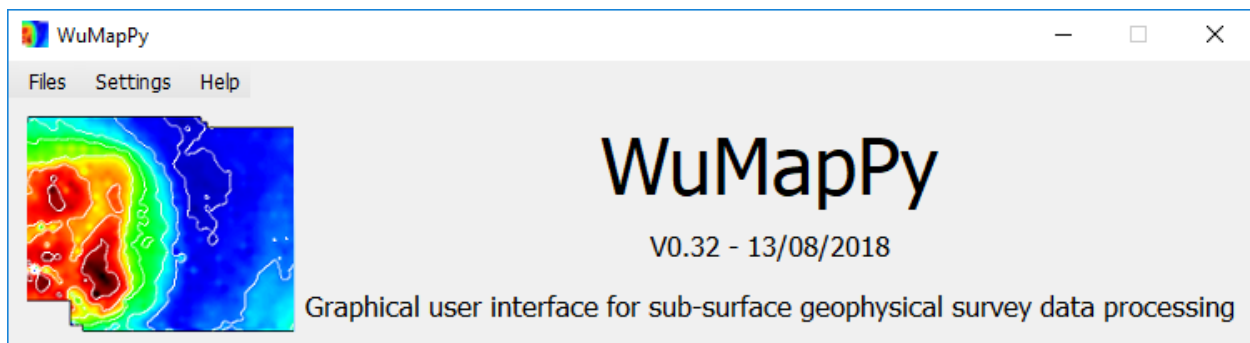 WuMapPy
Files Settings Help
WuMapPy
V0.32 - 13/08/2018
Graphical user interface for sub-surface geophysical survey data processing